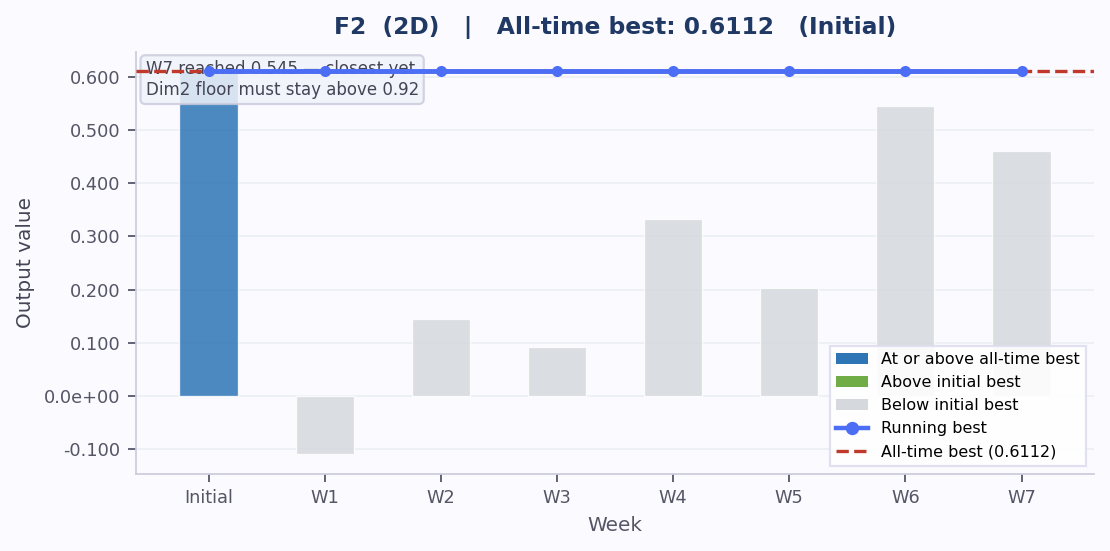 F2 (2D) | All-time best: 0.6112 (Initial)
W7 reached 0.545 — closest yet
Dim2 floor must stay above 0.92
Output value
0.600
0.500
0.400
0.300
0.200
0.100
0.0e+00
-0.100
At or above all-time best
Above initial best
Below initial best
Running best
All-time best (0.6112)
Initial
W1
W2
W3
W4
W5
W6
W7
Week